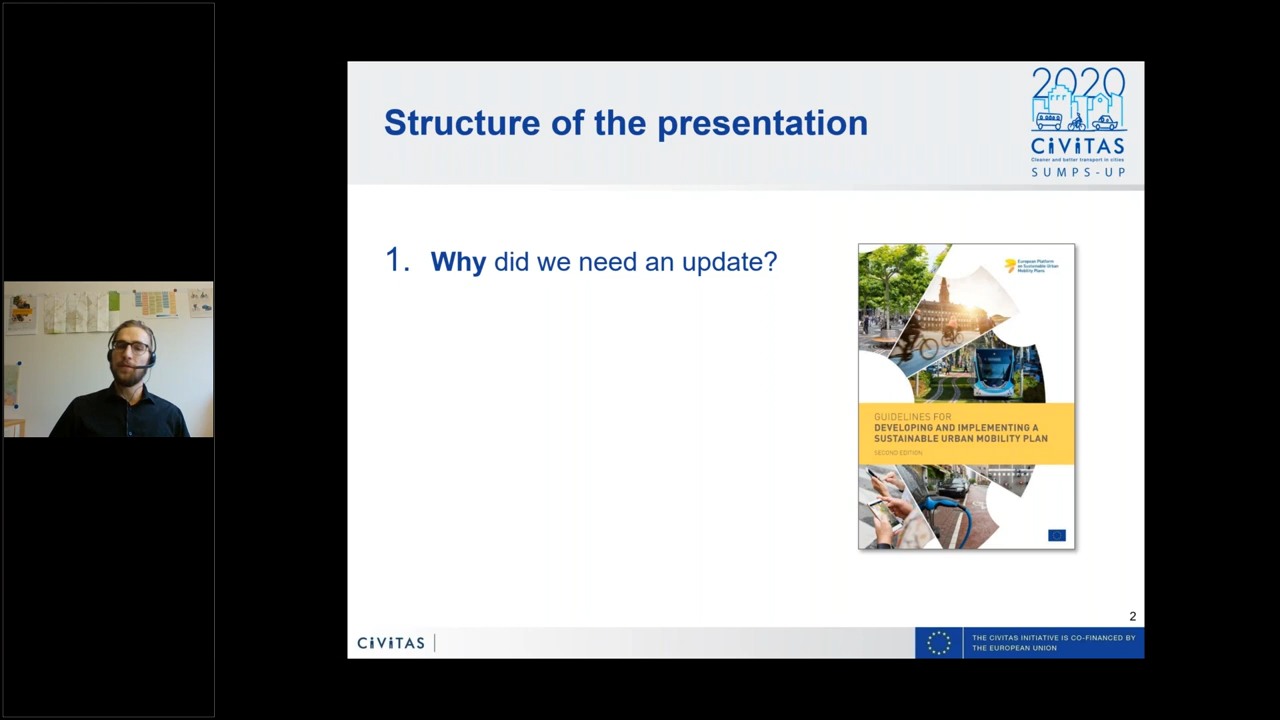 Structure of the presentation
2020
CiViTAS
Cleaner and better transport in cities
SUMPS-UP
1. Why did we need an update?
European Platform
on Sustainable Urban
Mobility Plans
GUIDELINES FOR
DEVELOPING AND IMPLEMENTING A
SUSTAINABLE URBAN MOBILITY PLAN
SECOND EDITION
2
CiViTAS
THE CIVITAS INITIATIVE IS CO-FINANCED BY
THE EUROPEAN UNION